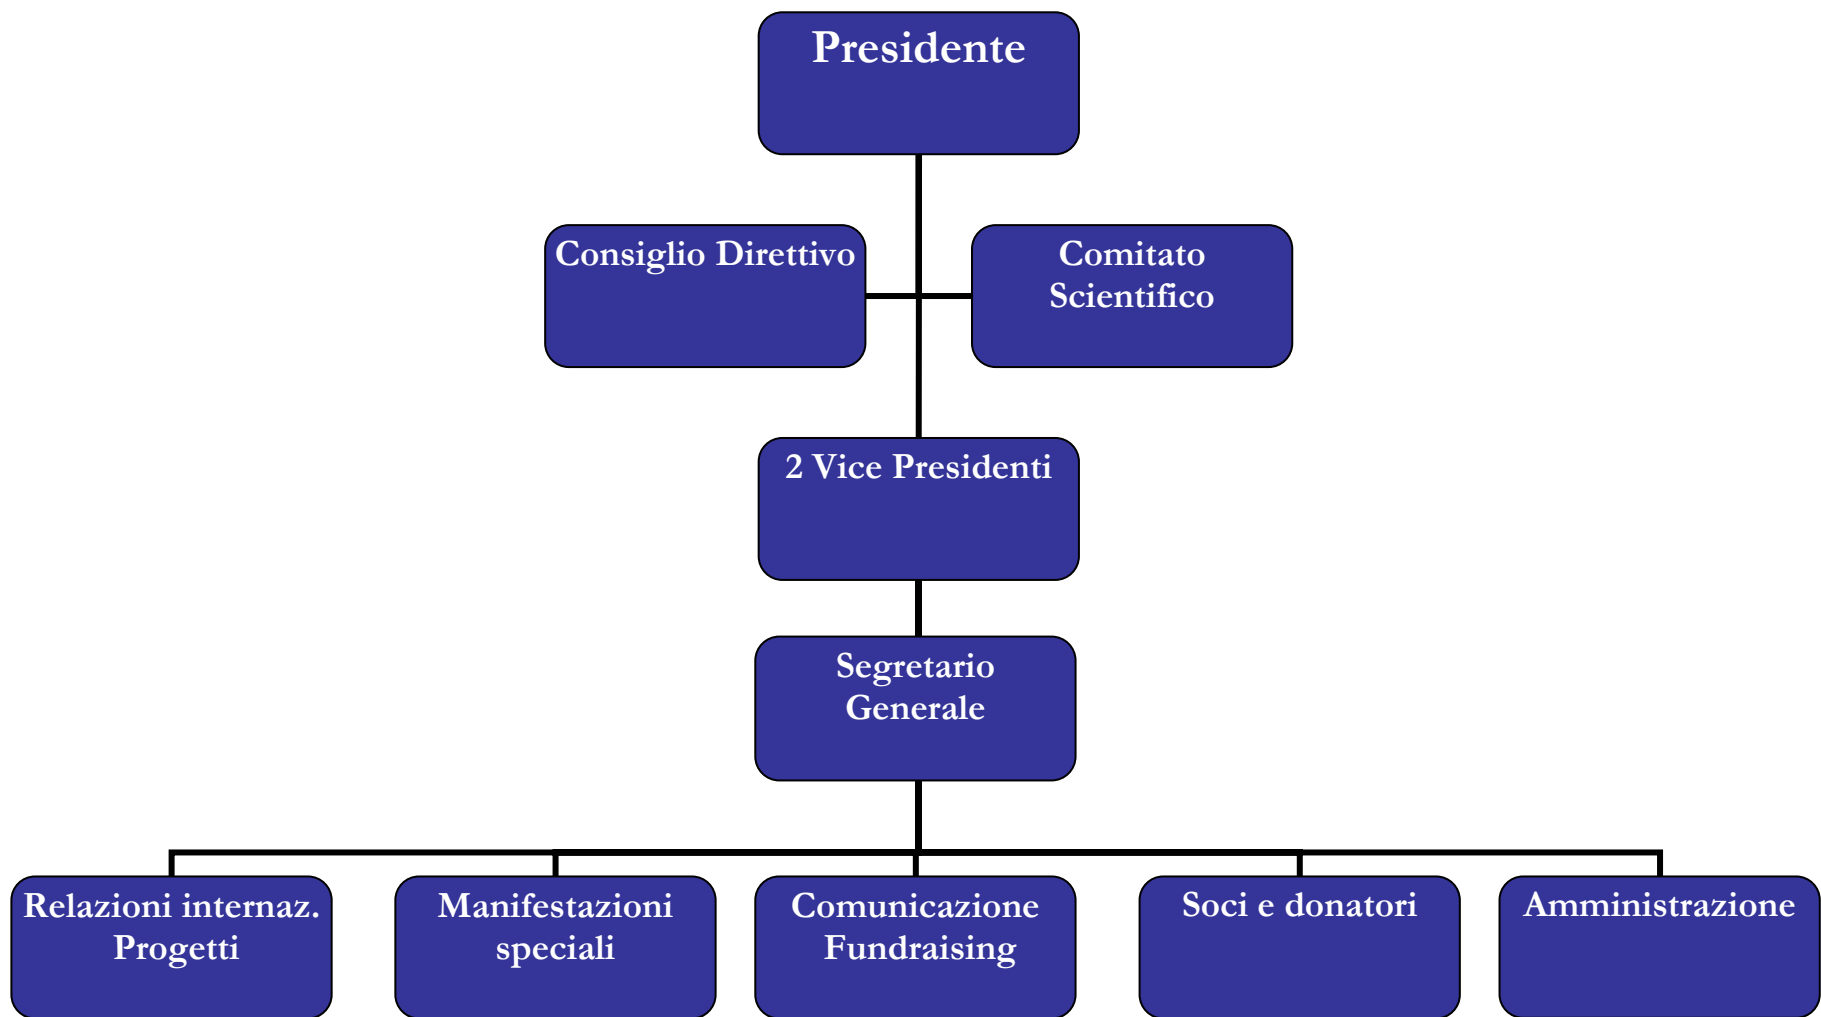 Presidente
Consiglio Direttivo
Comitato
Scientifico
2 Vice Presidenti
Segretario
Generale
Relazioni internaz.
Progetti
Manifestazioni
speciali
Comunicazione
Fundraising
Soci e donatori
Amministrazione